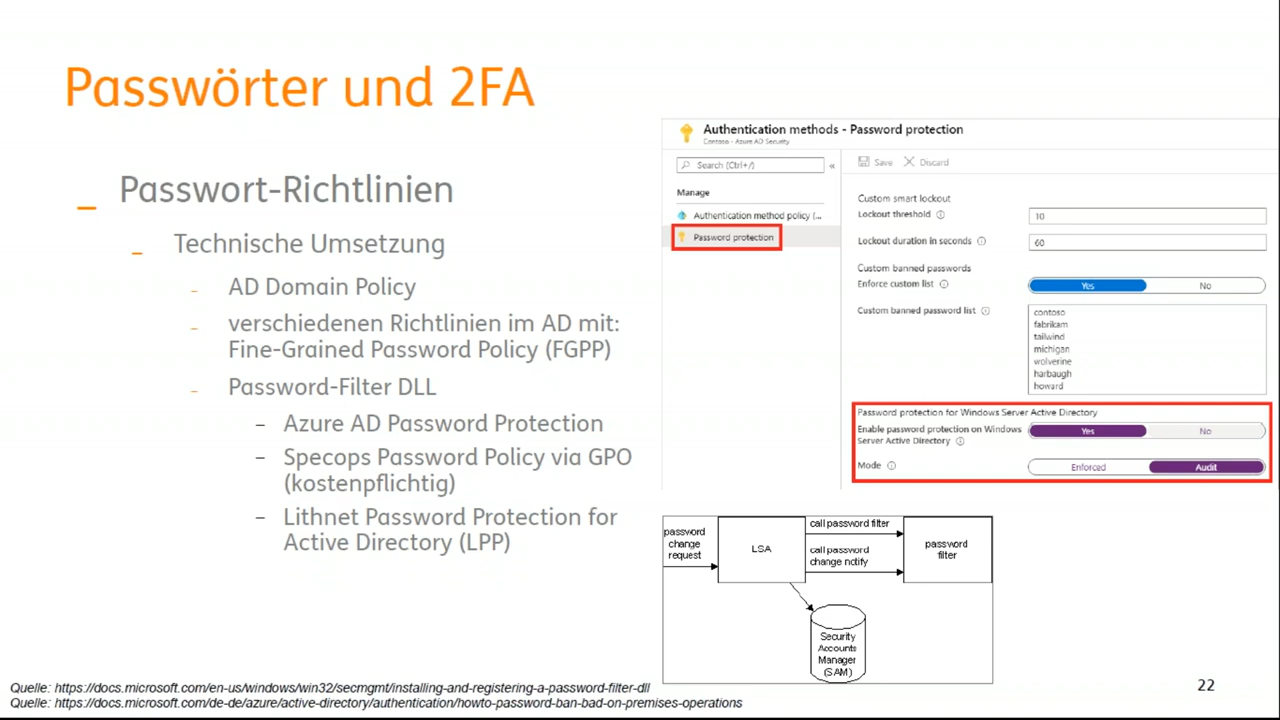 Passwörter und 2FA
_ Passwort-Richtlinien
- Technische Umsetzung
- AD Domain Policy
- verschiedenen Richtlinien im AD mit:
Fine-Grained Password Policy (FGPP)
- Password-Filter DLL
- Azure AD Password Protection
- Specops Password Policy via GPO
(kostenpflichtig)
- Lithnet Password Protection for
Active Directory (LPP)
Authentication methods - Password protection
Contoso - Azure AD Security
Search (Ctrl+/)
«
Manage
Authentication method policy (...
Password protection
Save
Discard
Custom smart lockout
Lockout threshold
10
Lockout duration in seconds
60
Custom banned passwords
Enforce custom list
Yes
No
Custom banned password list
contoso
fabrikam
tailwind
michigan
wolverine
harbaugh
howard
Password protection for Windows Server Active Directory
Enable password protection on Windows
Server Active Directory
Yes
No
Mode
Enforced
Audit
password
change
request
LSA
call password filter
call password
change notify
password
filter
Security
Accounts
Manager
(SAM)
Quelle: https://docs.microsoft.com/en-us/windows/win32/secmgmt/installing-and-registering-a-password-filter-dll
Quelle: https://docs.microsoft.com/de-de/azure/active-directory/authentication/howto-password-ban-bad-on-premises-operations
22